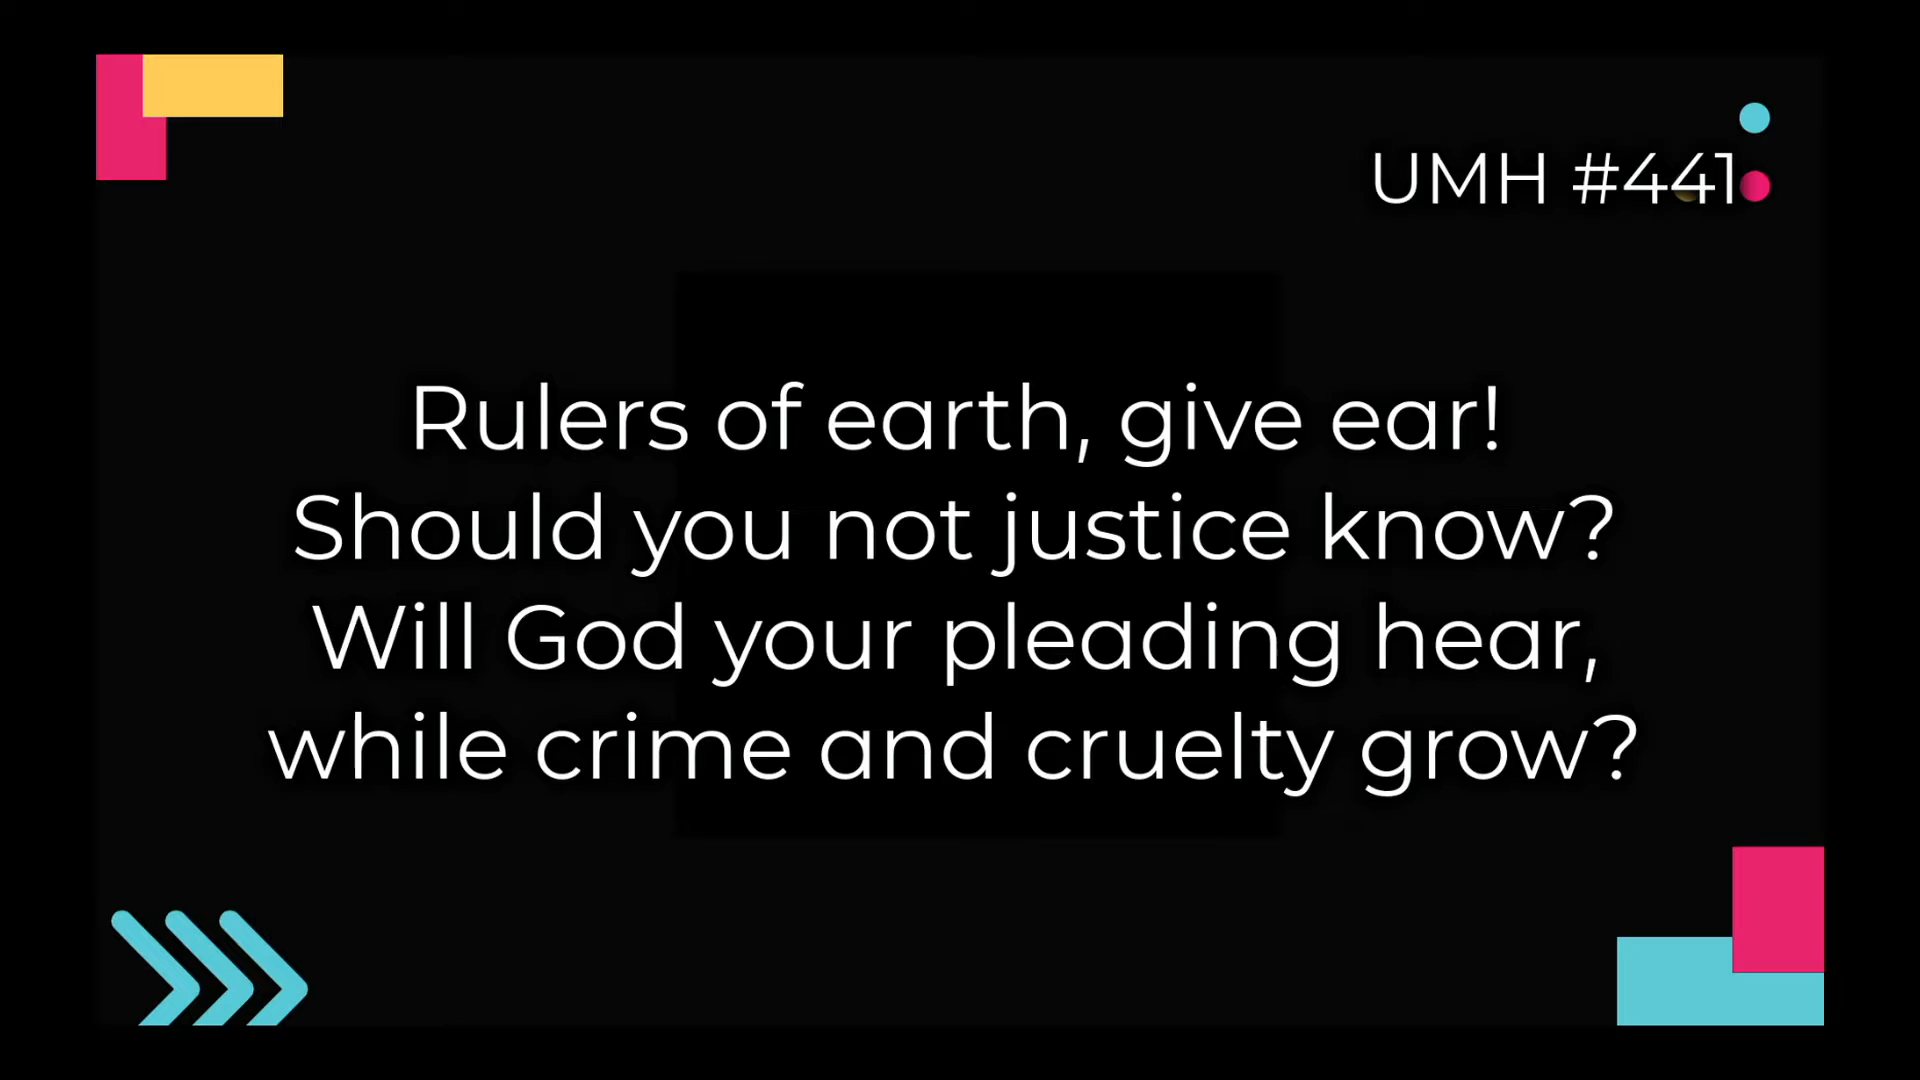 UMH #441
Rulers of earth, give ear!
Should you not justice know?
Will God your pleading hear,
while crime and cruelty grow?